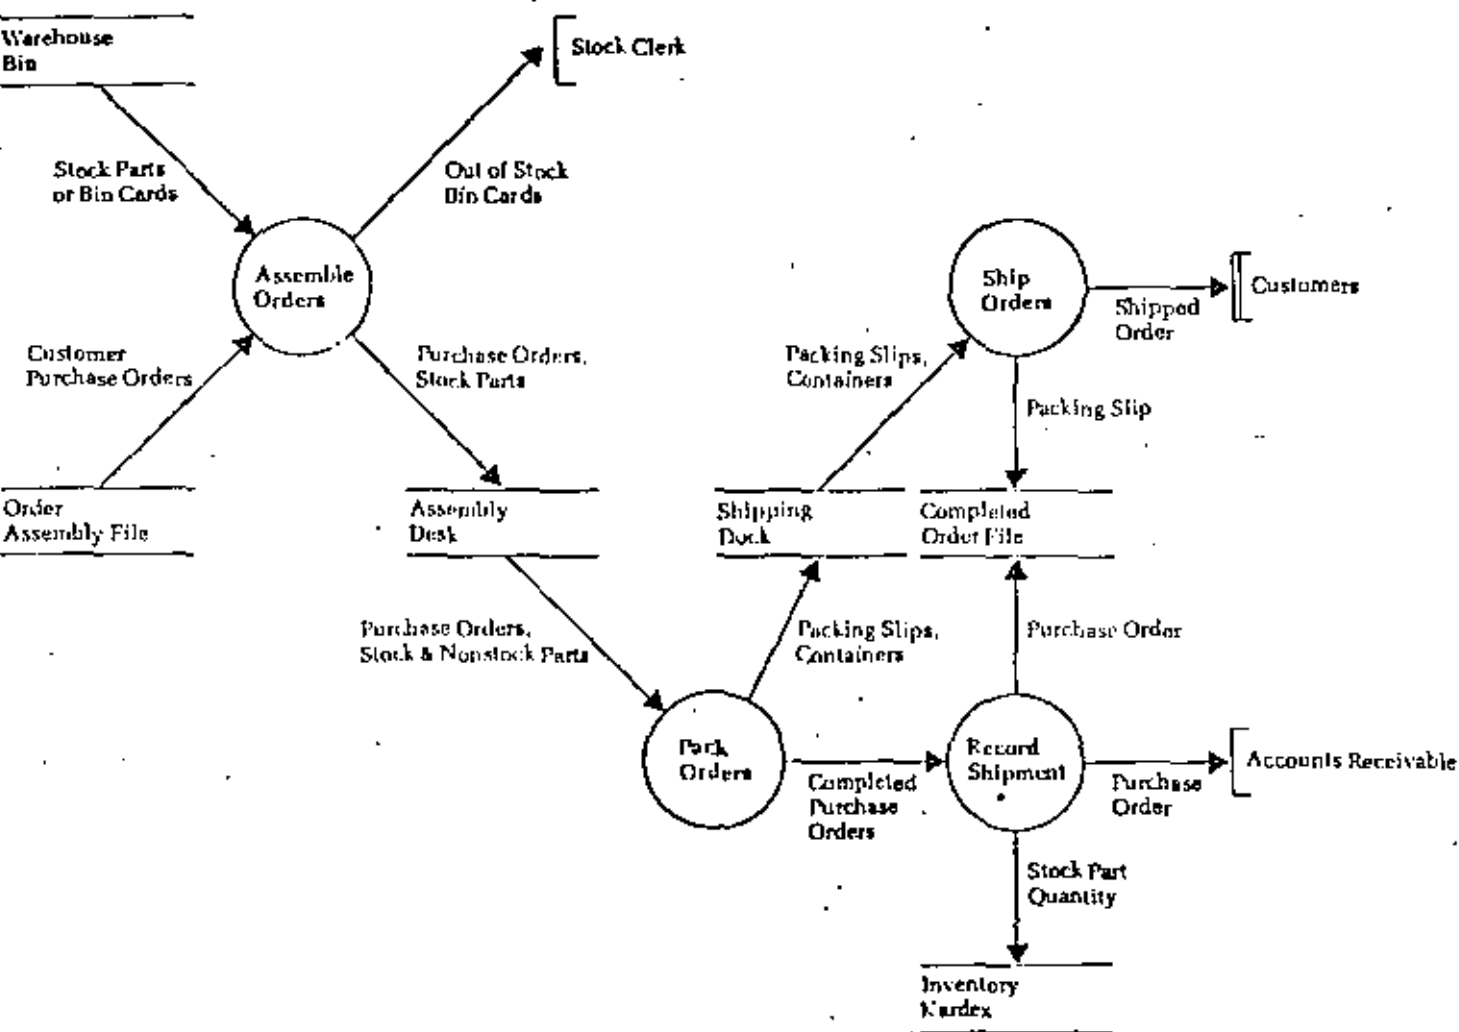 Warehouse
Bin
Stock Clerk
Stock Parts
or Bin Cards
Out of Stock
Bin Cards
Assemble
Orders
Ship
Orders
Customers
Shipped
Order
Customer
Purchase Orders
Purchase Orders,
Stock Parts
Packing Slips,
Containers
Packing Slip
Order
Assembly File
Assembly
Desk
Shipping
Dock
Completed
Order File
Purchase Orders,
Stock & Nonstock Parts
Packing Slips,
Containers
Purchase Order
Pack
Orders
Completed
Purchase
Orders
Record
Shipment
Purchase
Order
Accounts Receivable
Stock Part
Quantity
Inventory
Kardex